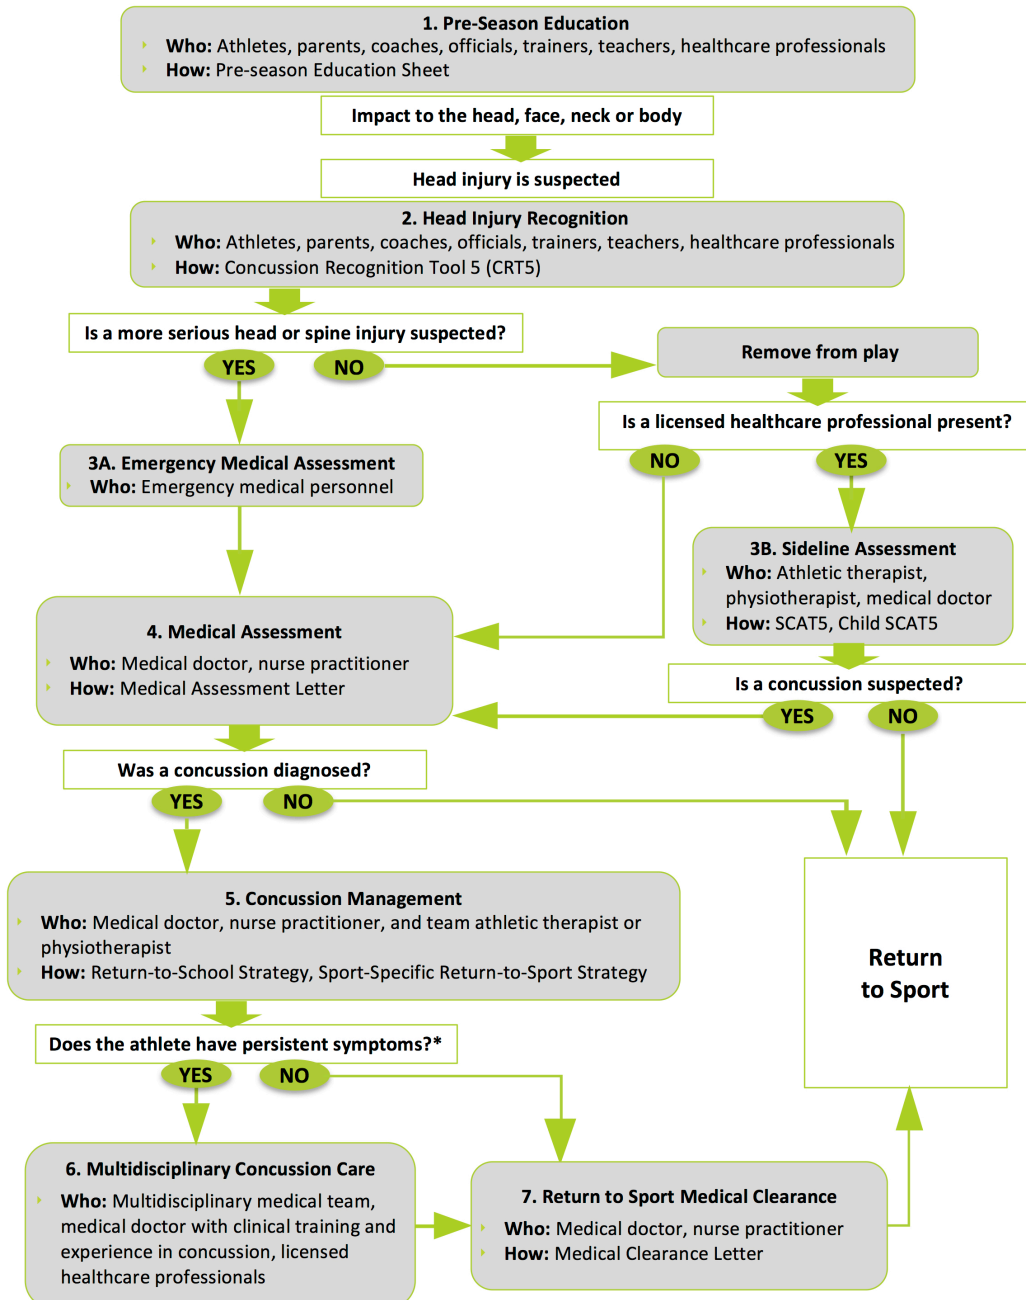 1. Pre-Season Education
Who: Athletes, parents, coaches, officials, trainers, teachers, healthcare professionals
How: Pre-season Education Sheet
Impact to the head, face, neck or body
Head injury is suspected
2. Head Injury Recognition
Who: Athletes, parents, coaches, officials, trainers, teachers, healthcare professionals
How: Concussion Recognition Tool 5 (CRT5)
Is a more serious head or spine injury suspected?
YES
NO
Remove from play
Is a licensed healthcare professional present?
NO
YES
3A. Emergency Medical Assessment
Who: Emergency medical personnel
3B. Sideline Assessment
Who: Athletic therapist,
physiotherapist, medical doctor
How: SCAT5, Child SCAT5
4. Medical Assessment
Who: Medical doctor, nurse practitioner
How: Medical Assessment Letter
Is a concussion suspected?
YES
NO
Was a concussion diagnosed?
YES
NO
5. Concussion Management
Who: Medical doctor, nurse practitioner, and team athletic therapist or
physiotherapist
How: Return-to-School Strategy, Sport-Specific Return-to-Sport Strategy
Return
to Sport
Does the athlete have persistent symptoms?*
YES
NO
6. Multidisciplinary Concussion Care
Who: Multidisciplinary medical team,
medical doctor with clinical training and
experience in concussion, licensed
healthcare professionals
7. Return to Sport Medical Clearance
Who: Medical doctor, nurse practitioner
How: Medical Clearance Letter